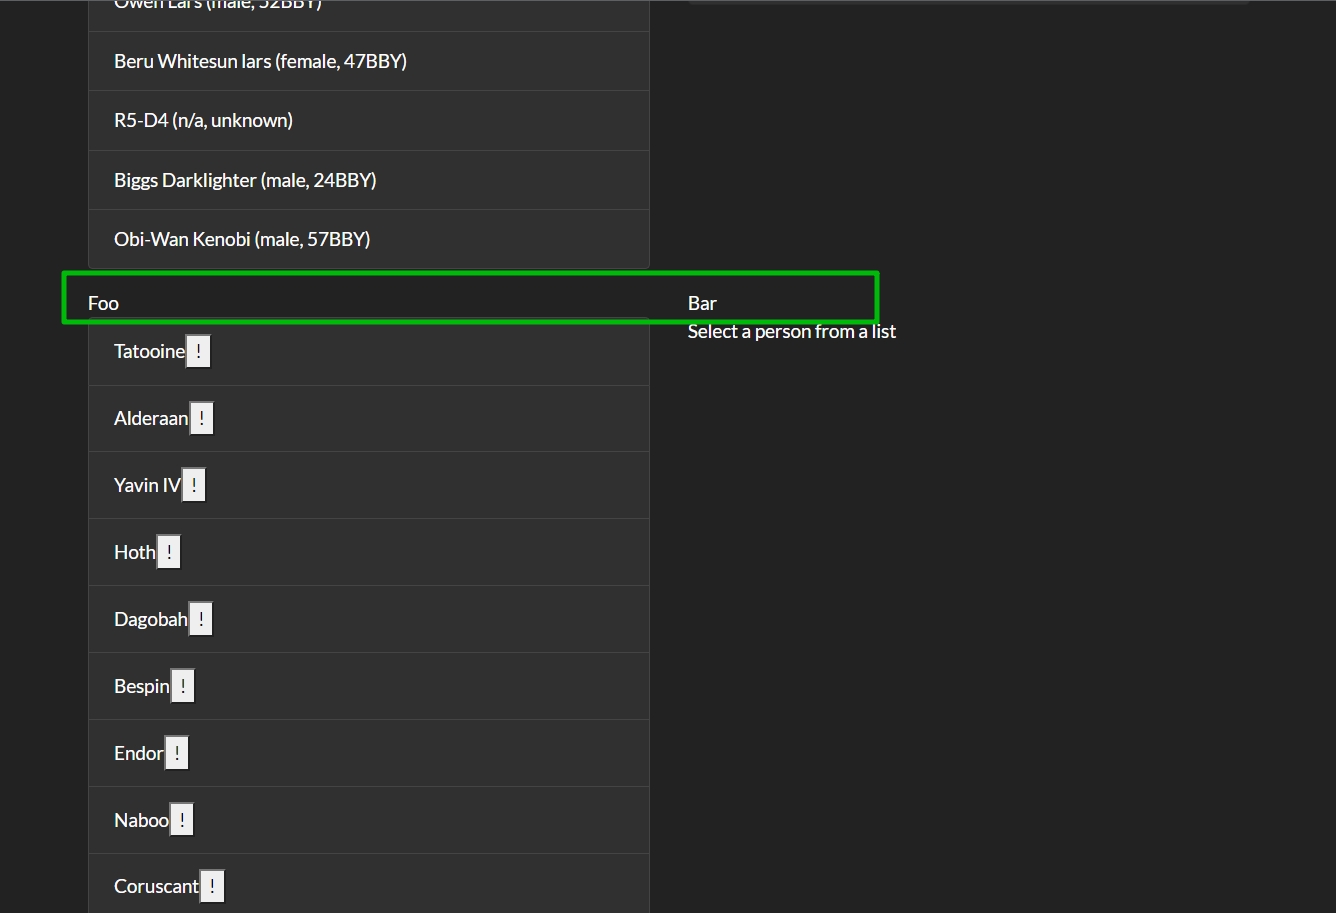 Owen Lars (male, 52BBY)
Beru Whitesun lars (female, 47BBY)
R5-D4 (n/a, unknown)
Biggs Darklighter (male, 24BBY)
Obi-Wan Kenobi (male, 57BBY)
Foo
Bar
Select a person from a list
Tatooine !
Alderaan !
Yavin IV !
Hoth !
Dagobah !
Bespin !
Endor !
Naboo !
Coruscant !